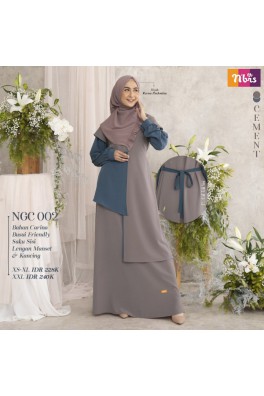 Nbrs
CEMENT
NGC 002
Bahan Carina
Busui Friendly
Saku Sisi
Lengan Manset
& Kancing
XS-XL IDR 228K
XXL IDR 240K